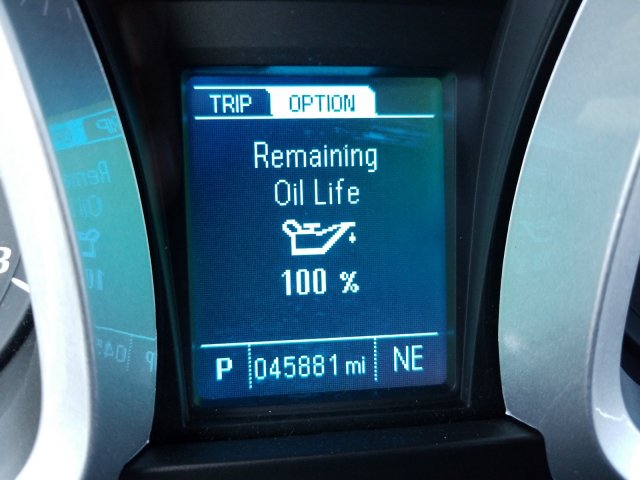 TRIP OPTION
Remaining
Oil Life
100 %
P 045881 mi NE